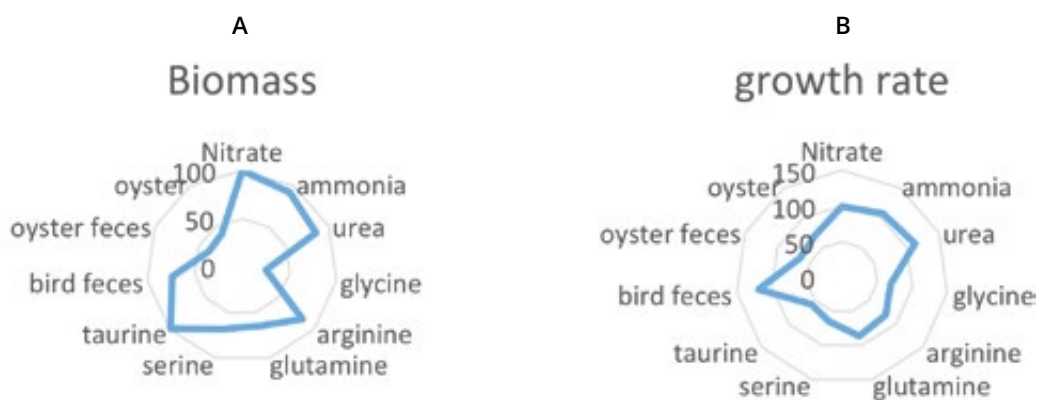 A
Biomass
Nitrate
100
oyster
ammonia
50
oyster feces
urea
0
bird feces
glycine
taurine
arginine
serine
glutamine
B
growth rate
Nitrate
150
oyster
ammonia
100
oyster feces
urea
50
0
bird feces
glycine
taurine
arginine
serine
glutamine